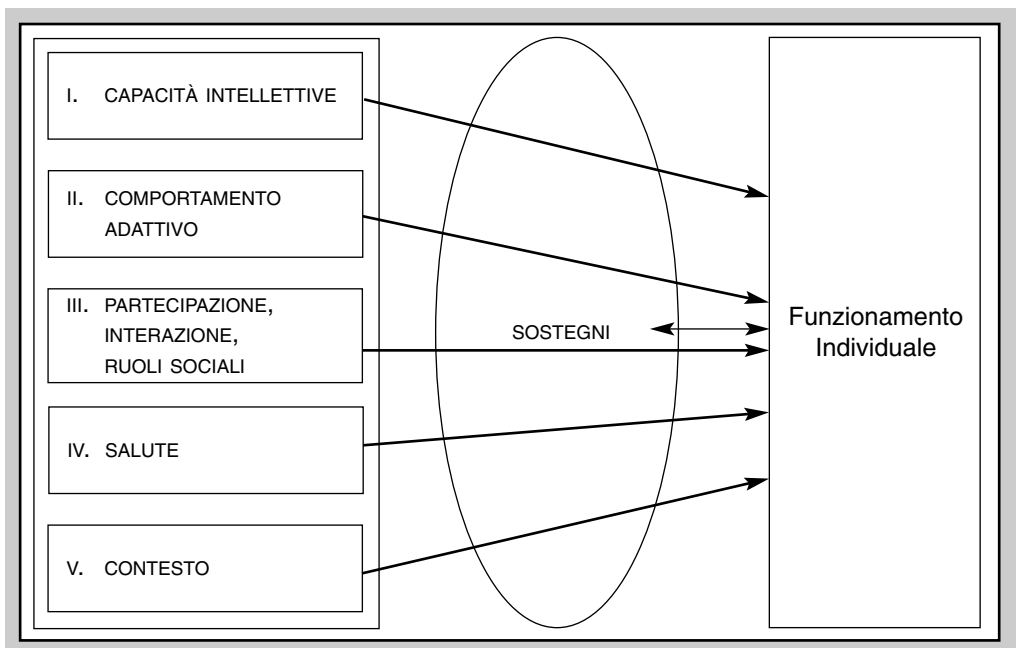 I. CAPACITÀ INTELLETTIVE
II. COMPORTAMENTO
ADATTIVO
III. PARTECIPAZIONE,
INTERAZIONE,
RUOLI SOCIALI
IV. SALUTE
V. CONTESTO
SOSTEGNI
Funzionamento
Individuale